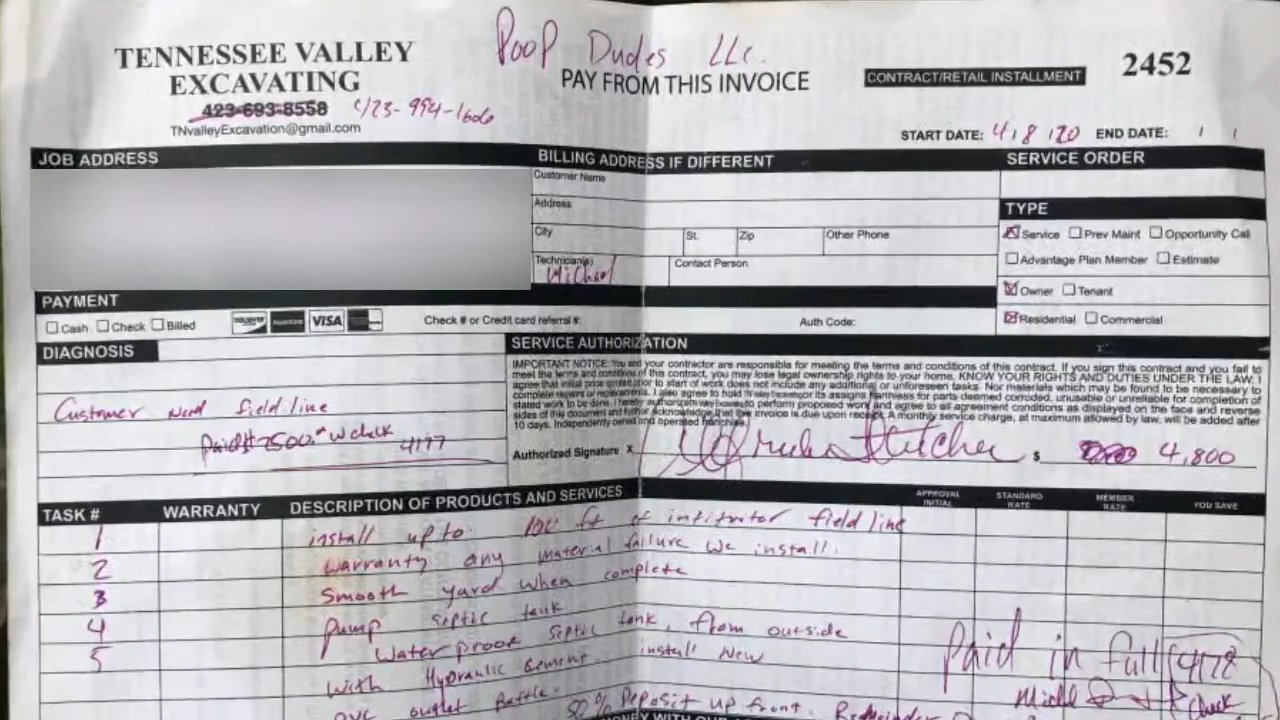 Poop Dudes LLc.
TENNESSEE VALLEY
EXCAVATING
423-693-8558 423-994-1606
TNvalleyExcavation@gmail.com
PAY FROM THIS INVOICE
CONTRACT/RETAIL INSTALLMENT
2452
START DATE: 4/8/20 END DATE: / /
JOB ADDRESS
BILLING ADDRESS IF DIFFERENT
SERVICE ORDER
Customer Name
Address
City St. Zip Other Phone
Technician(s) Michael Contact Person
TYPE
Service Prev Maint Opportunity Call
Advantage Plan Member Estimate
Owner Tenant
Residential Commercial
PAYMENT
Cash Check Billed VISA Check # or Credit card referral #: Auth Code:
DIAGNOSIS
Customer need field line
Paid $2500.00 w check
4177
SERVICE AUTHORIZATION
IMPORTANT NOTICE: You and your contractor are responsible for meeting the terms and conditions of this contract. If you sign this contract and you fail to
meet the terms and conditions of this contract, you may lose legal ownership rights to your home. KNOW YOUR RIGHTS AND DUTIES UNDER THE LAW. I
agree that initial price quoted prior to start of work does not include any additional or unforeseen tasks. Nor materials which may be found to be necessary to
complete repairs or replacements. I also agree to hold its assigns harmless for parts deemed corroded, unusable or unreliable for completion of
stated work to be done. I hereby authorize to perform proposed work and agree to all agreement conditions as displayed on the face and reverse
sides of this document and further acknowledge that the invoice is due upon receipt. A monthly service charge, at maximum allowed by law, will be added after
10 days. Independently owned and operated franchise.
Authorized Signature X $ 4,800
TASK # WARRANTY DESCRIPTION OF PRODUCTS AND SERVICES APPROVAL INITIAL STANDARD RATE MEMBER RATE YOU SAVE
1 install up to 100 ft of infitrator field line
2 warranty any material failure we install.
3 Smooth yard when complete
4 Pump septic tank
5 Water proof septic tank, from outside
with Hydraulic cement. install New
PVC outlet Baffle.
50% Deposit up front. Remainder
Paid in full 4178
check